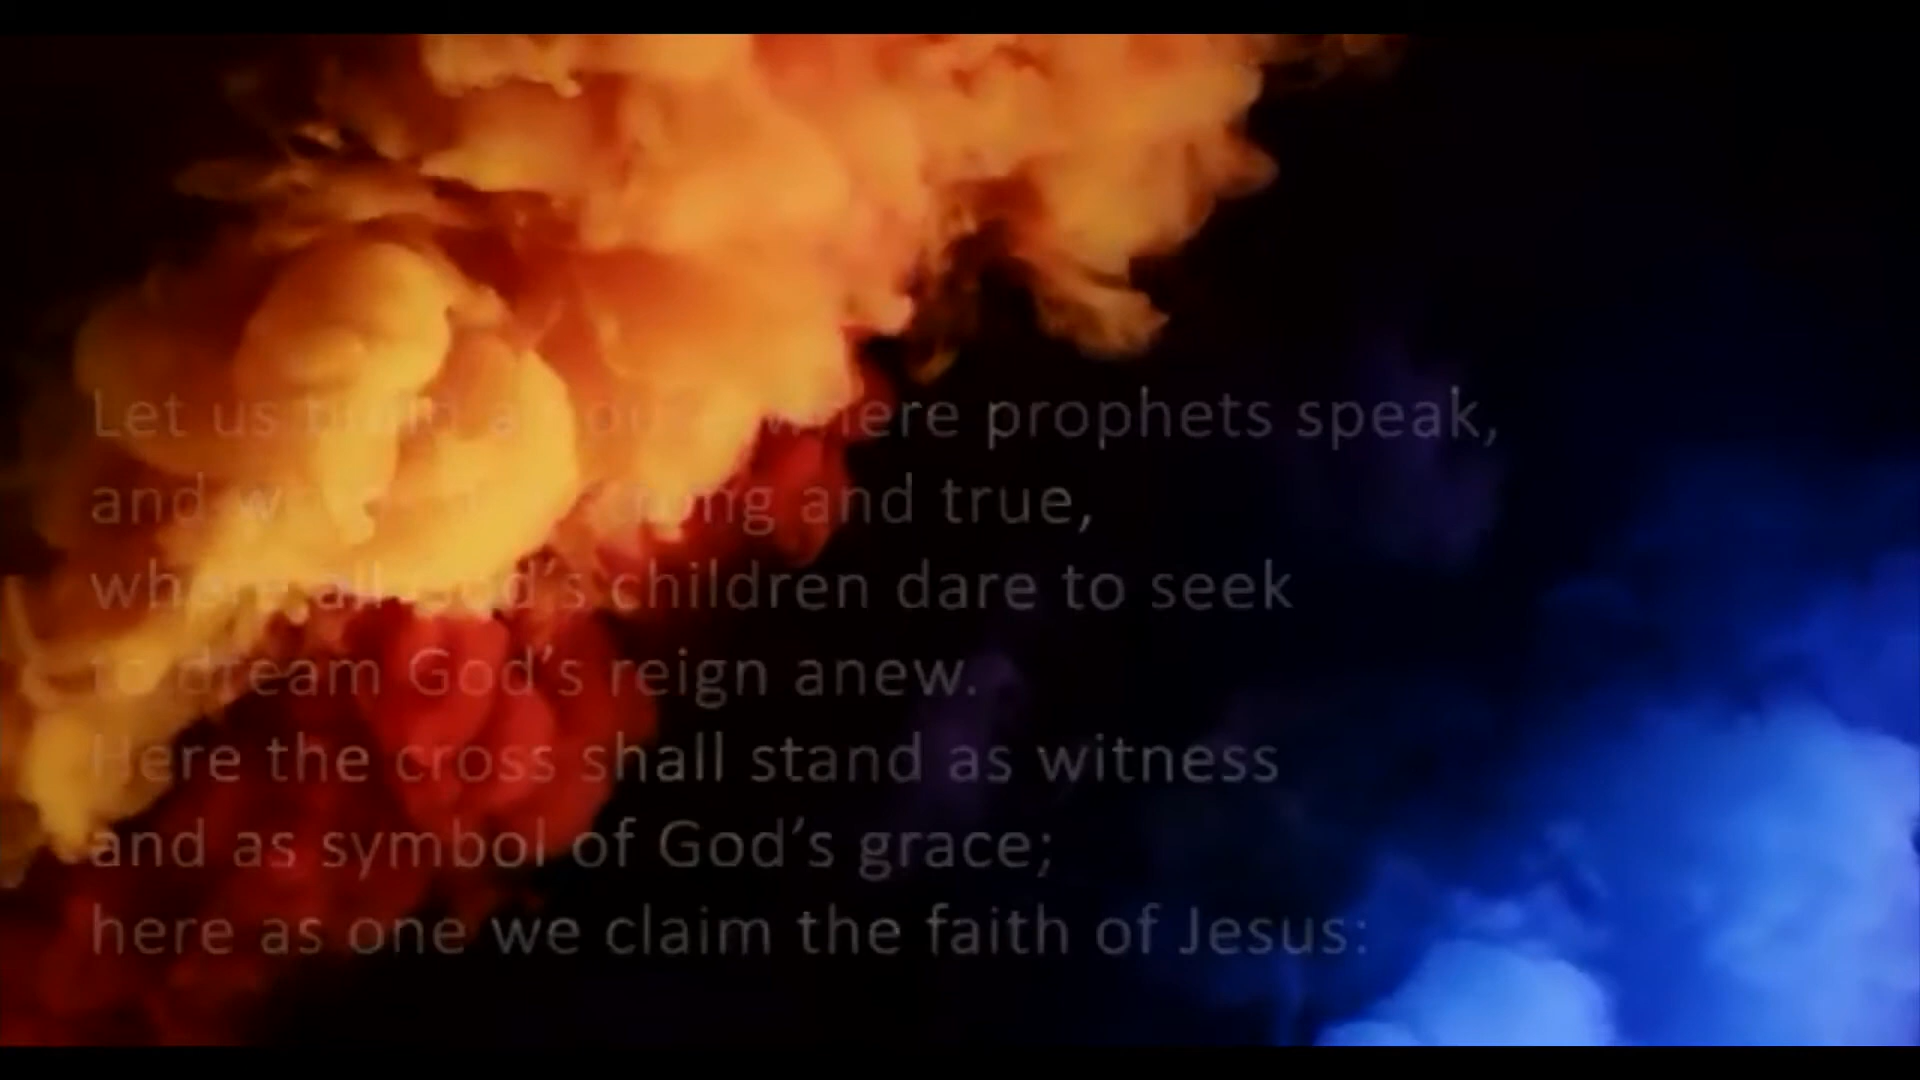 Let us build a house where prophets speak,
and words are strong and true,
where all God's children dare to seek
to dream God's reign anew.
Here the cross shall stand as witness
and as symbol of God's grace;
here as one we claim the faith of Jesus: